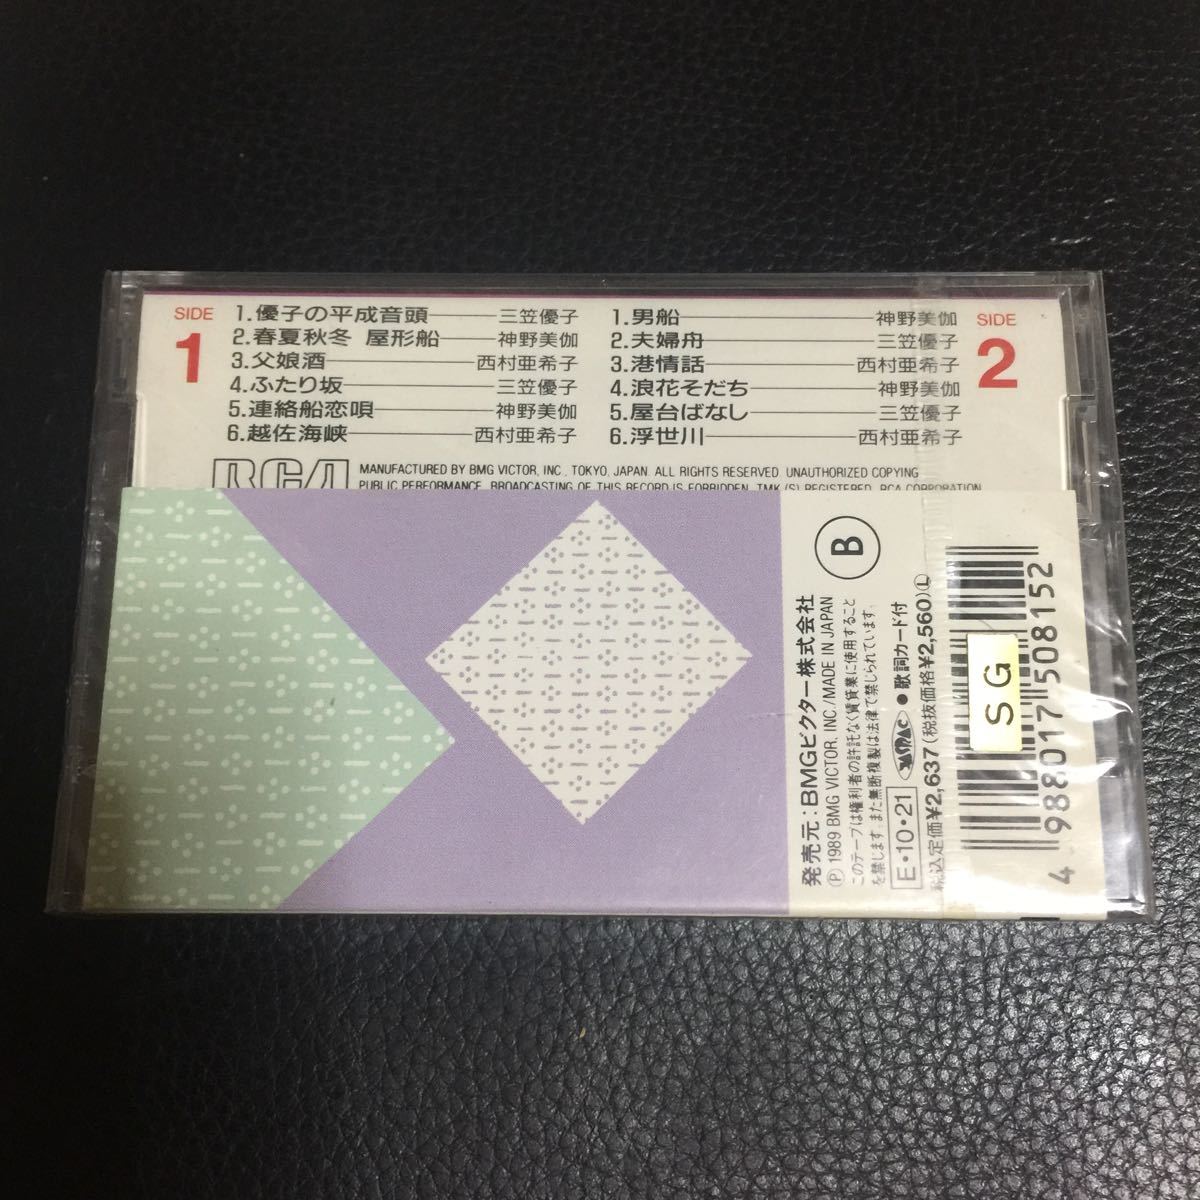 SIDE
1
1.優子の平成音頭 三笠優子
2.春夏秋冬 屋形船 神野美伽
3.父娘酒 西村亜希子
4.ふたり坂 三笠優子
5.連絡船恋唄 神野美伽
6.越佐海峡 西村亜希子
SIDE
2
1.男船 神野美伽
2.夫婦舟 三笠優子
3.港情話 西村亜希子
4.浪花そだち 神野美伽
5.屋台ばなし 三笠優子
6.浮世川 西村亜希子
RCA
MANUFACTURED BY BMG VICTOR, INC., TOKYO, JAPAN. ALL RIGHTS RESERVED. UNAUTHORIZED COPYING
PUBLIC PERFORMANCE, BROADCASTING OF THIS RECORD IS FORBIDDEN. TMK (S) REGISTERED. RCA CORPORATION
B
発売元:BMGビクター株式会社
Ⓟ 1989 BMG VICTOR, INC./MADE IN JAPAN
このテープは権利者の許諾なく賃貸業に使用すること
を禁じます。また無断複製は法律で禁じられています。
E・10・21 JASRAC ●歌詞カード付
税込定価¥2,637(税抜価格¥2,560)Ⓛ
SG
4 988017 508152